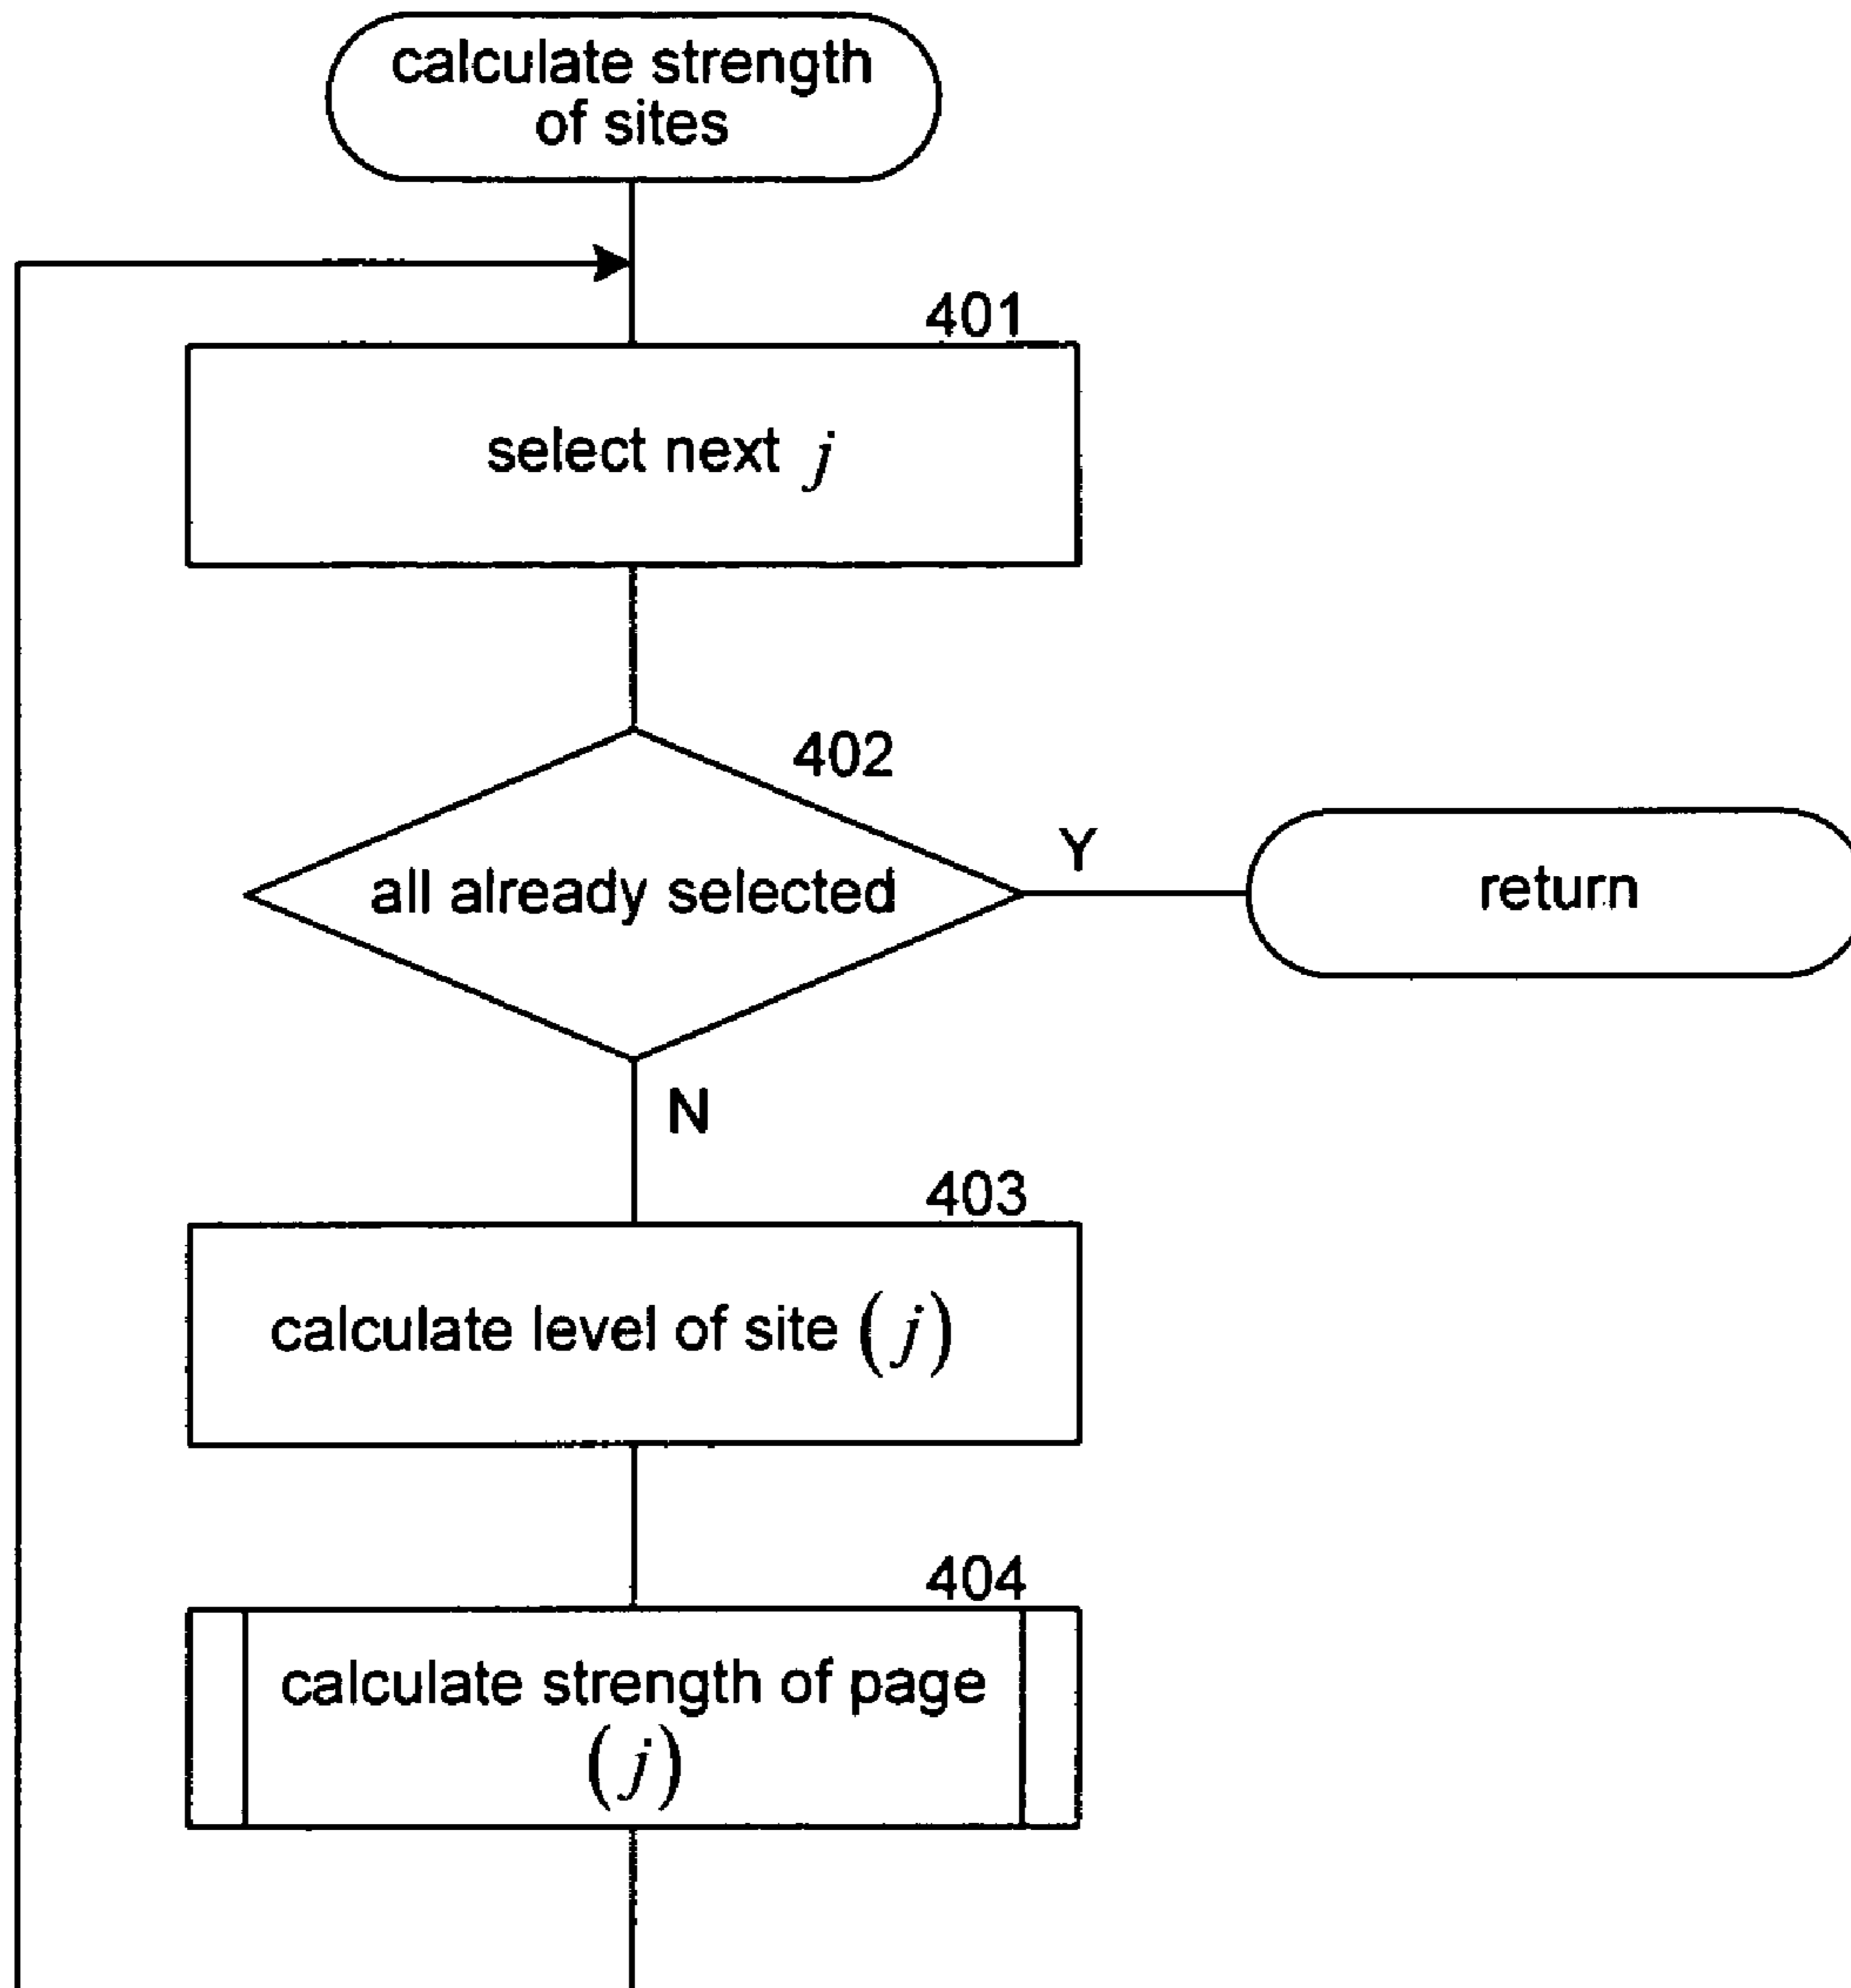 calculate strength
of sites
401
select next j
402
all already selected
Y
return
N
403
calculate level of site (j)
404
calculate strength of page
(j)